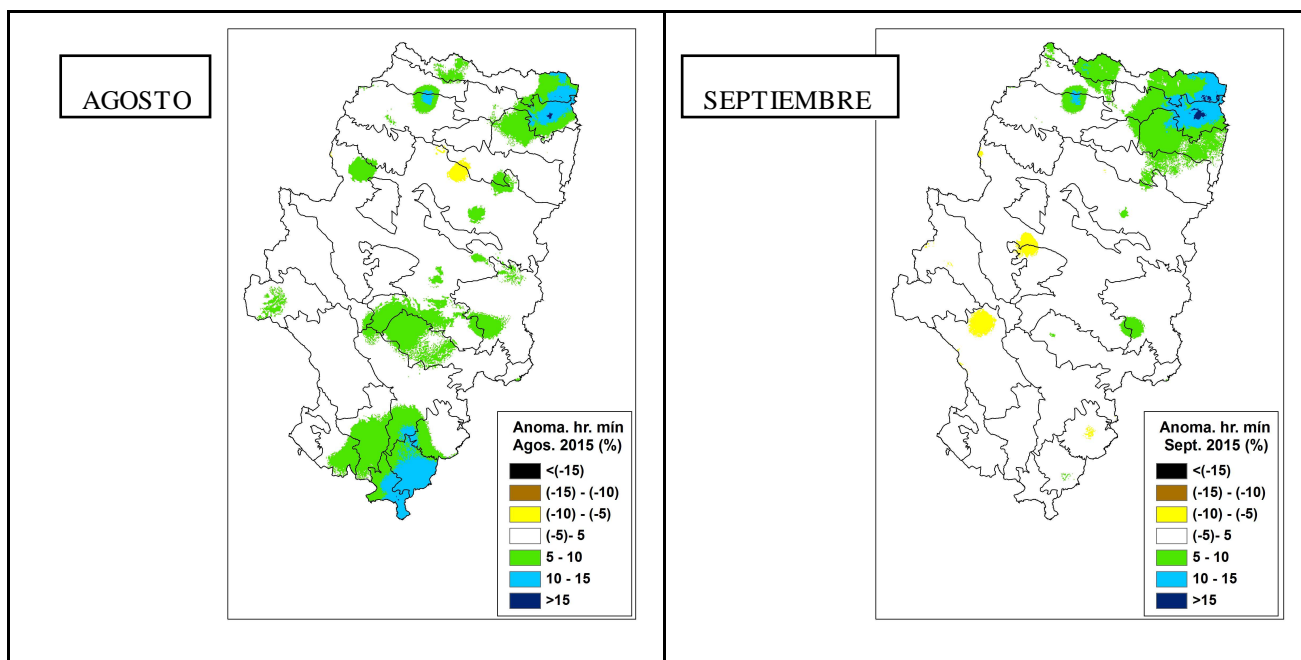 AGOSTO
Anoma. hr. mín
Agos. 2015 (%)
<(-15)
(-15) - (-10)
(-10) - (-5)
(-5)- 5
5 - 10
10 - 15
>15
SEPTIEMBRE
Anoma. hr. mín
Sept. 2015 (%)
<(-15)
(-15) - (-10)
(-10) - (-5)
(-5)- 5
5 - 10
10 - 15
>15